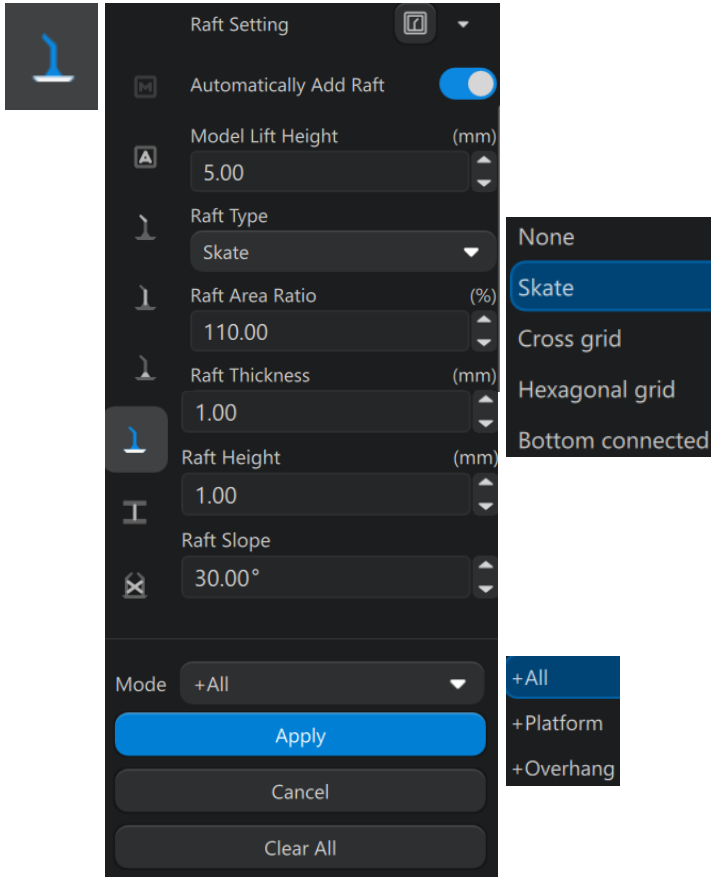 Raft Setting
Automatically Add Raft
M
Model Lift Height (mm)
A
5.00
Raft Type
Skate
Raft Area Ratio (%)
110.00
Raft Thickness (mm)
1.00
Raft Height (mm)
1.00
Raft Slope
30.00°
Mode +All
Apply
Cancel
Clear All
None
Skate
Cross grid
Hexagonal grid
Bottom connected
+All
+Platform
+Overhang